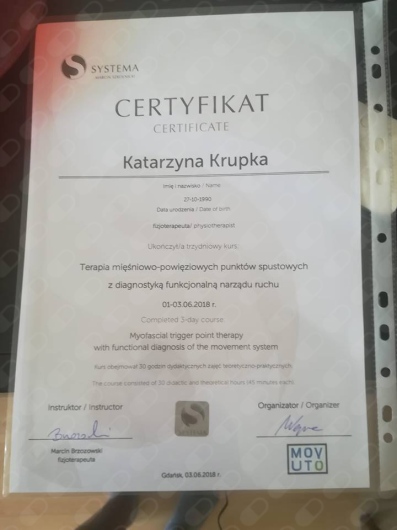 SYSTEMA
CERTYFIKAT
CERTIFICATE
Katarzyna Krupka
Imię i nazwisko / Name
27-10-1990
Data urodzenia / Date of birth
fizjoterapeuta/ physiotherapist
Ukończył/a trzydniowy kurs
Terapia mięśniowo-powięziowych punktów spustowych
z diagnostyką funkcjonalną narządu ruchu
01-03.06.2018 r.
Completed 3-day course
Myofascial trigger point therapy
with functional diagnosis of the movement system
Kurs obejmował 30 godzin dydaktycznych zajęć teoretyczno-praktycznych.
The course consisted of 30 didactic and theoretical hours (45 minutes each).
Instruktor / Instructor
Organizator / Organizer
Marcin Brzozowski
fizjoterapeuta
MOV
UTO
Gdańsk, 03.06.2018 r.